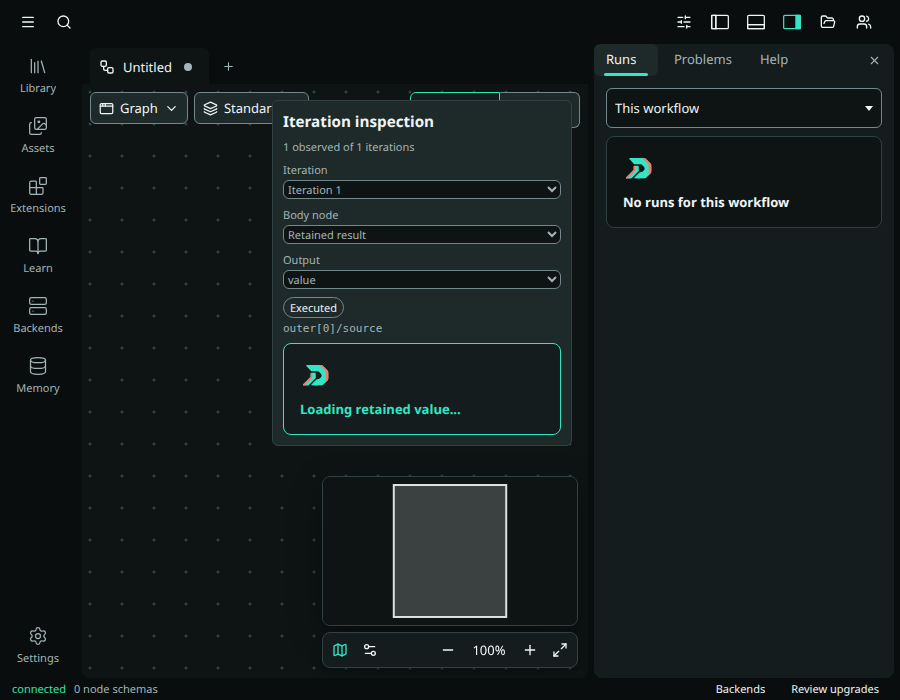 Untitled
Library
Assets
Extensions
Learn
Backends
Memory
Settings
Graph
Iteration inspection
1 observed of 1 iterations
Iteration
Iteration 1
Body node
Retained result
Output
value
Executed
outer[0]/source
Loading retained value...
100%
Runs
Problems
Help
This workflow
No runs for this workflow
connected
0 node schemas
Backends
Review upgrades